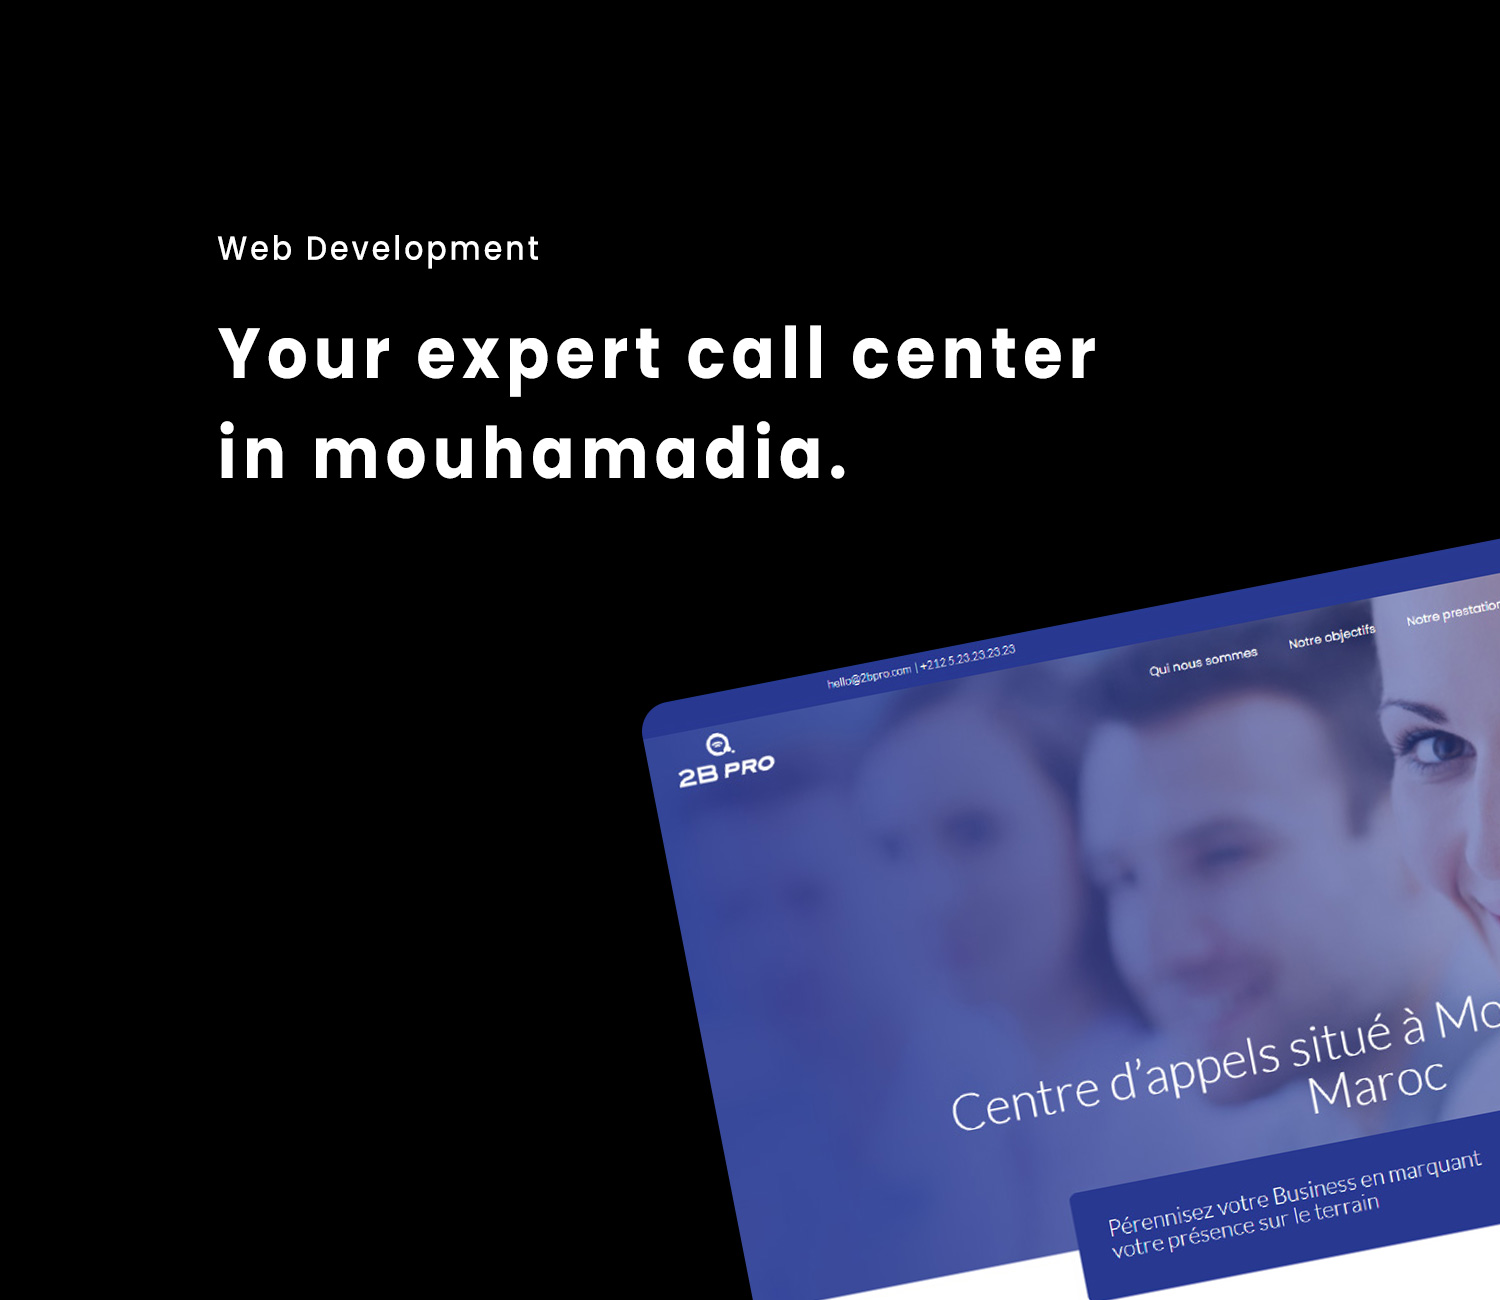 Web Development
Your expert call center
in mouhamadia.
hello@2bpro.com | +212 5.23.23.23.23
Qui nous sommes
Notre objectifs
Notre
2B PRO
Centre d'appels situé à
Maroc
Pérennisez votre Business en marquant
votre présence sur le terrain